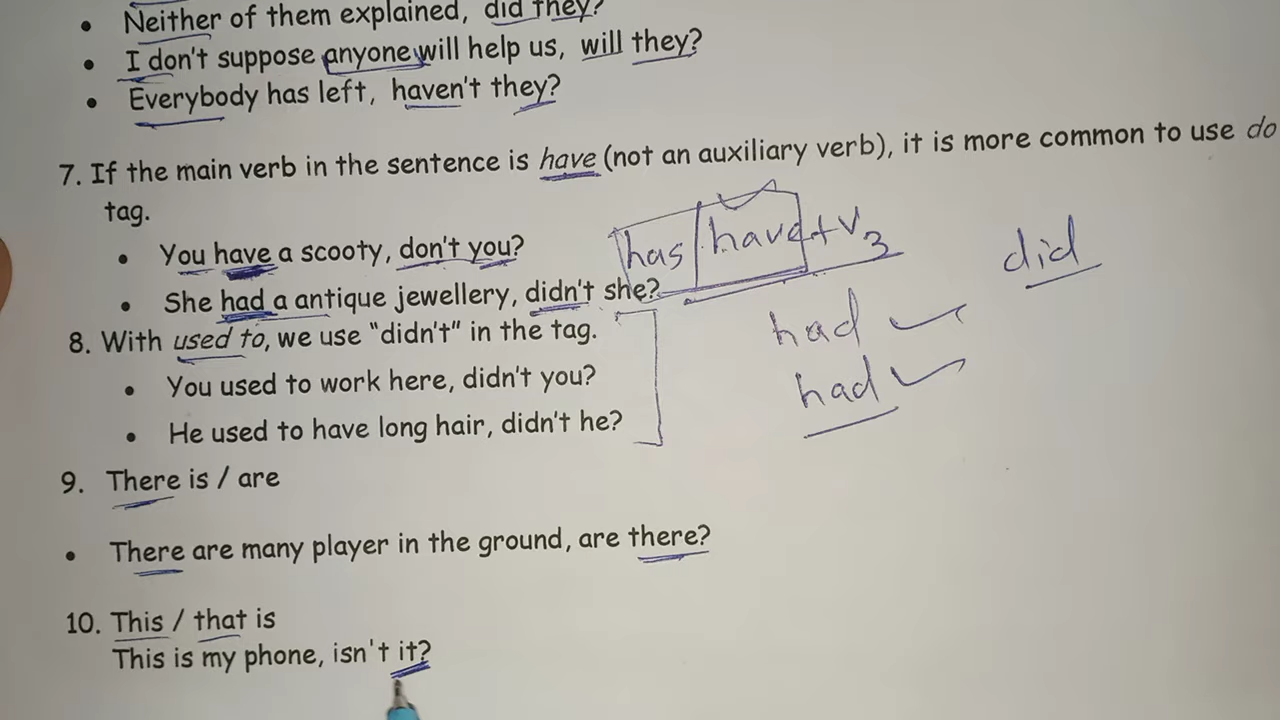 Neither of them explained, did they?
I don't suppose anyone will help us, will they?
Everybody has left, haven't they?
7. If the main verb in the sentence is have (not an auxiliary verb), it is more common to use do
tag.
You have a scooty, don't you?
She had a antique jewellery, didn't she?
has/have+V3
did
had
had
8. With used to, we use "didn't" in the tag.
You used to work here, didn't you?
He used to have long hair, didn't he?
9. There is / are
There are many player in the ground, are there?
10. This / that is
This is my phone, isn't it?